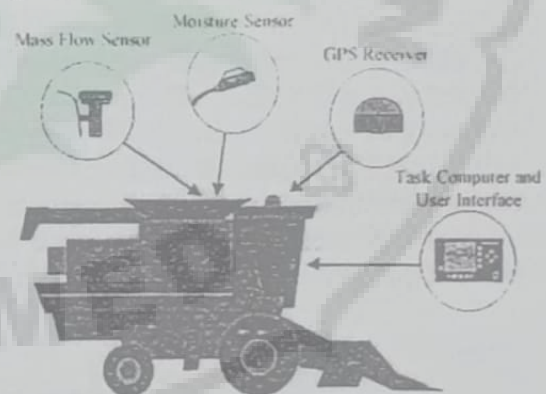 Moisture Sensor
Mass Flow Sensor
GPS Receiver
Task Computer and
User Interface